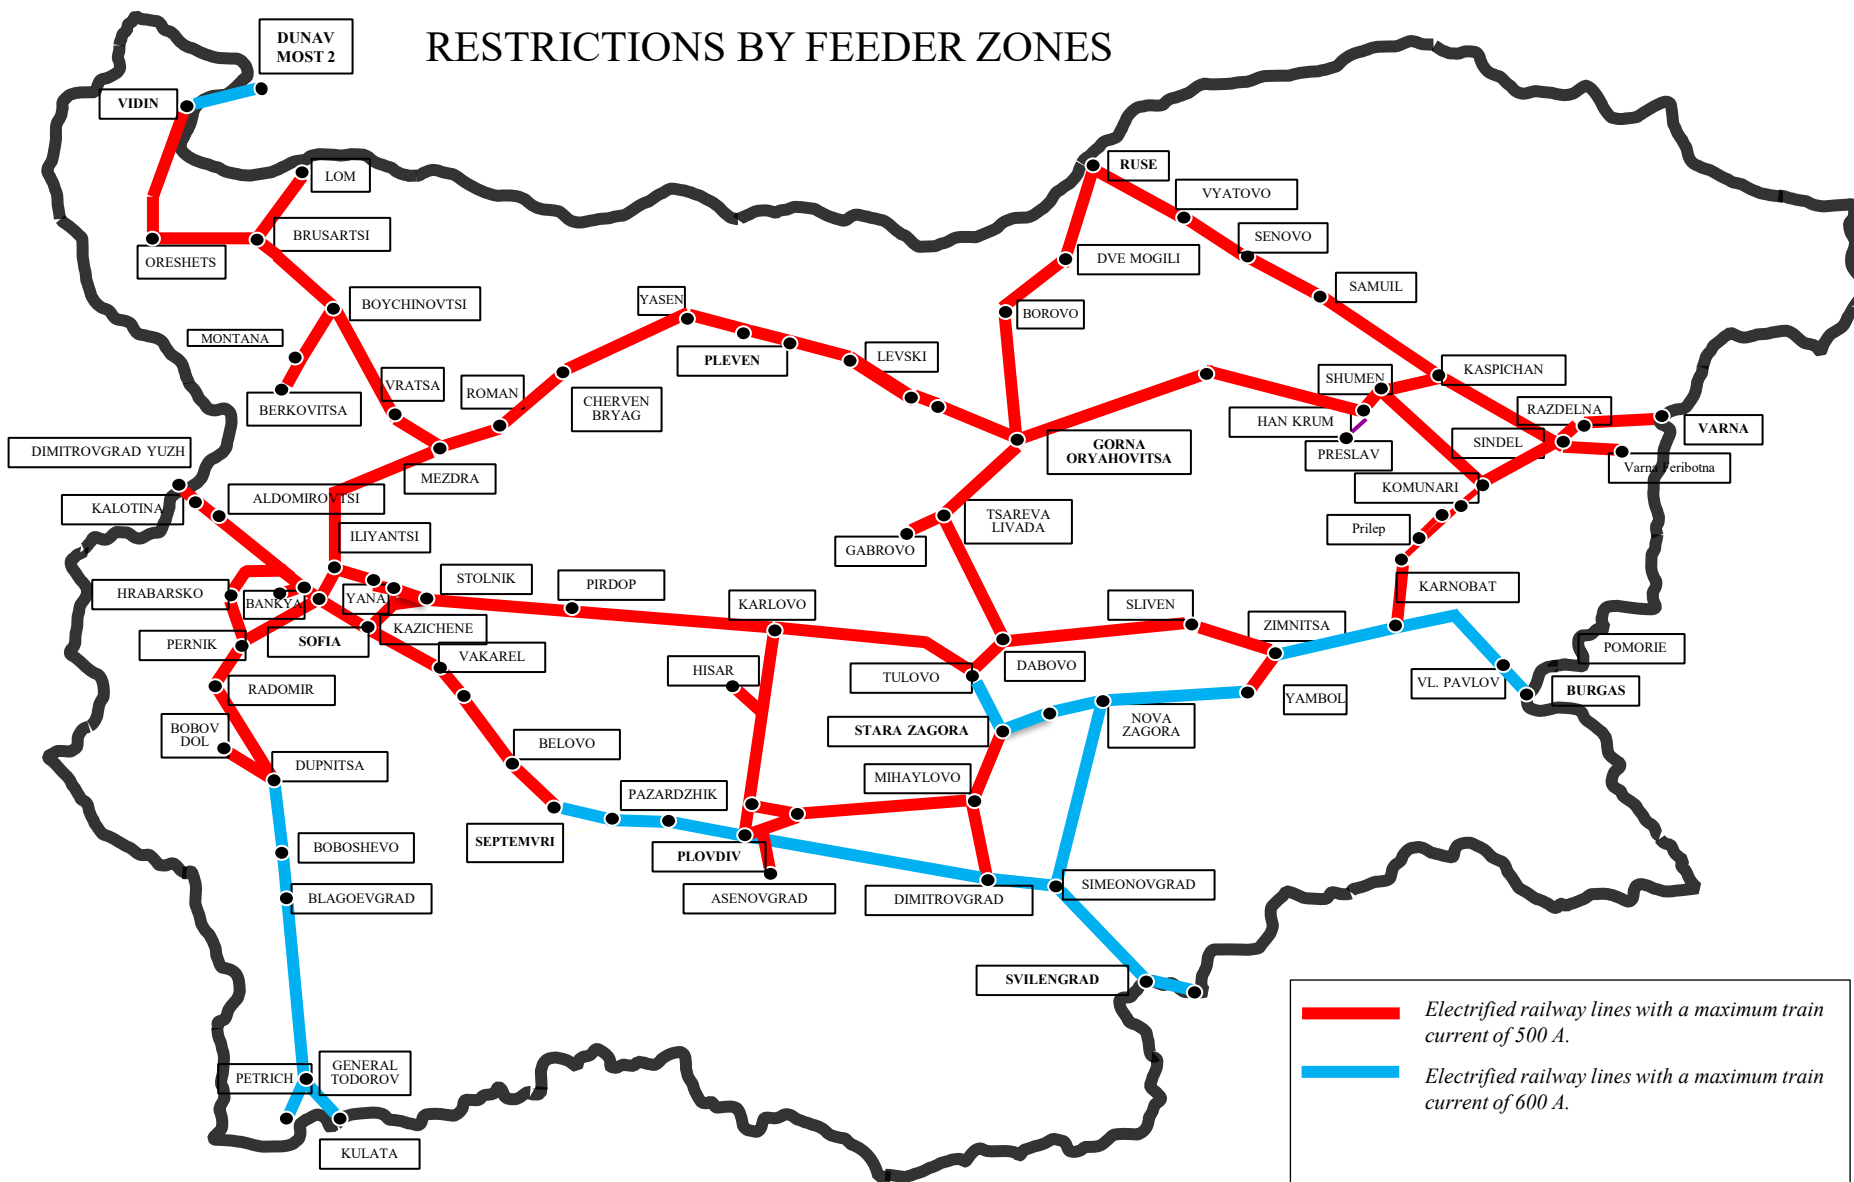 RESTRICTIONS BY FEEDER ZONES
DUNAV
MOST 2
VIDIN
LOM
BRUSARTSI
ORESHETS
BOYCHINOVTSI
MONTANA
BERKOVITSA
VRATSA
ROMAN
YASEN
PLEVEN
LEVSKI
CHERVEN
BRYAG
MEZDRA
RUSE
VYATOVO
SENOVO
DVE MOGILI
SAMUIL
BOROVO
SHUMEN
KASPICHAN
HAN KRUM
PRESLAV
RAZDELNA
SINDEL
VARNA
Varna Feribotna
GORNA
ORYAHOVITSA
KOMUNARI
Prilep
DIMITROVGRAD YUZH
KALOTINA
ALDOMIROVTSI
ILIYANTSI
TSAREVA
LIVADA
GABROVO
HRABARSKO
BANKYA
YANA
STOLNIK
PIRDOP
KARLOVO
SLIVEN
ZIMNITSA
KARNOBAT
PERNIK
SOFIA
KAZICHENE
VAKAREL
HISAR
TULOVO
DABOVO
POMORIE
VL. PAVLOV
BURGAS
RADOMIR
YAMBOL
BOBOV
DOL
STARA ZAGORA
NOVA
ZAGORA
DUPNITSA
BELOVO
MIHAYLOVO
PAZARDZHIK
SEPTEMVRI
PLOVDIV
BOBOSHEVO
BLAGOEVGRAD
ASENOVGRAD
DIMITROVGRAD
SIMEONOVGRAD
SVILENGRAD
PETRICH
GENERAL
TODOROV
KULATA
Electrified railway lines with a maximum train
current of 500 A.
Electrified railway lines with a maximum train
current of 600 A.